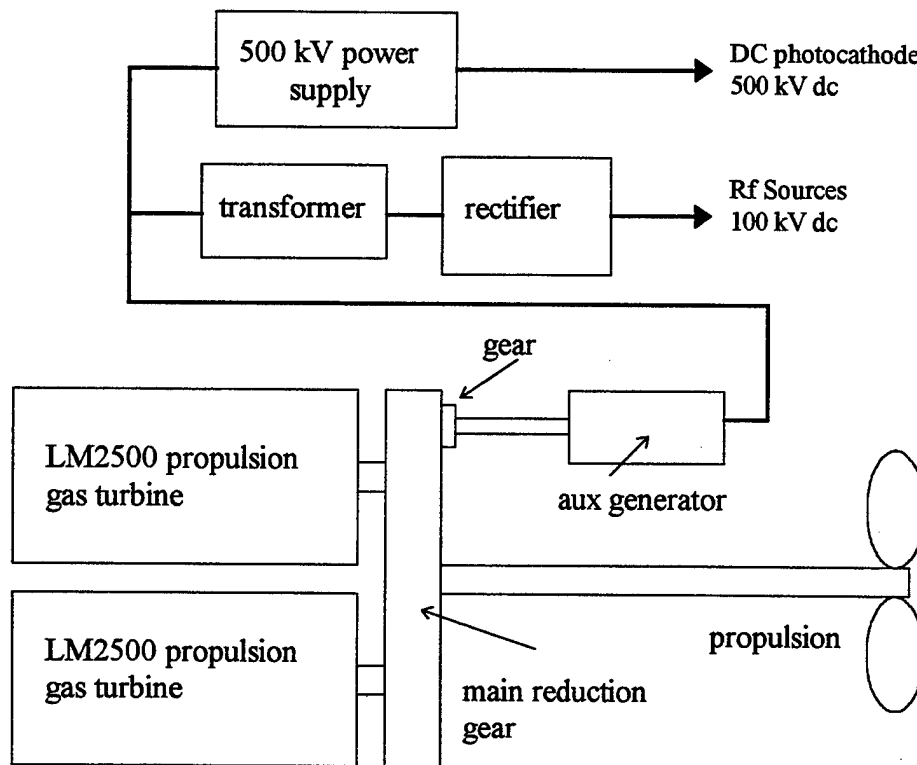 500 kV power
supply
DC photocathode
500 kV dc
transformer
rectifier
Rf Sources
100 kV dc
gear
LM2500 propulsion
gas turbine
aux generator
LM2500 propulsion
gas turbine
propulsion
main reduction
gear